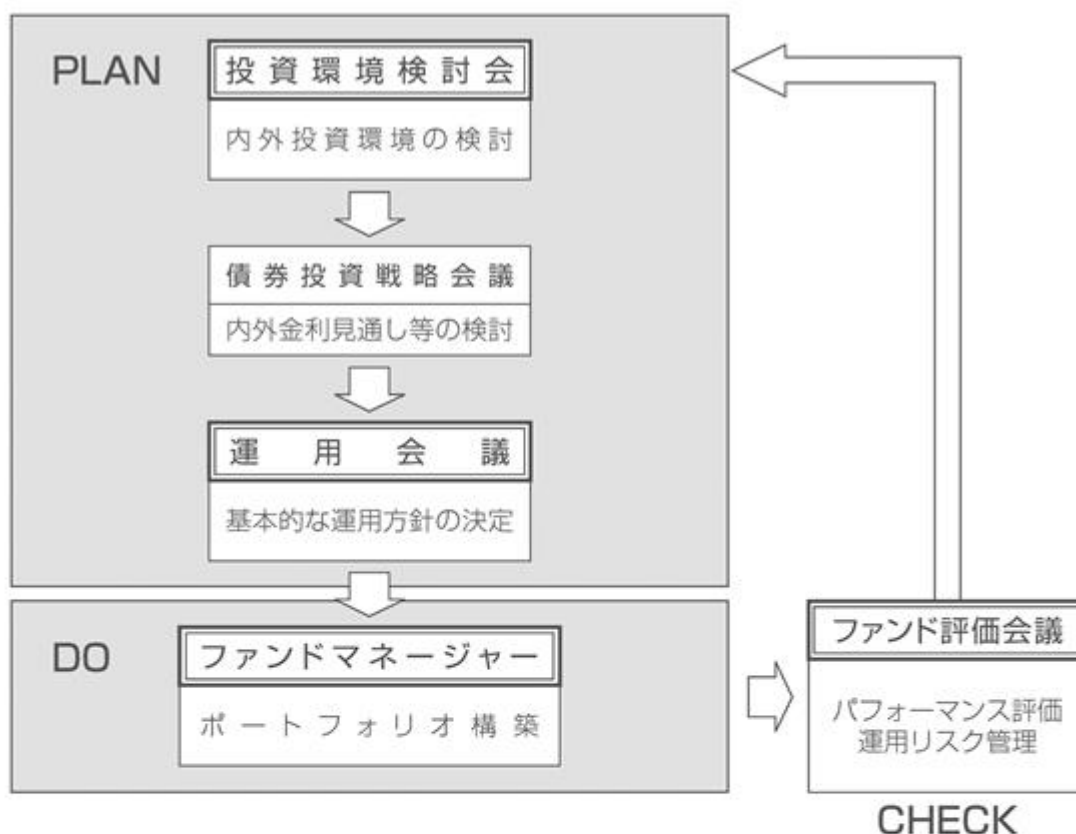 PLAN
投資環境検討会
内外投資環境の検討
債券投資戦略会議
内外金利見通し等の検討
運用会議
基本的な運用方針の決定
DO
ファンドマネージャー
ポートフォリオ構築
ファンド評価会議
パフォーマンス評価
運用リスク管理
CHECK